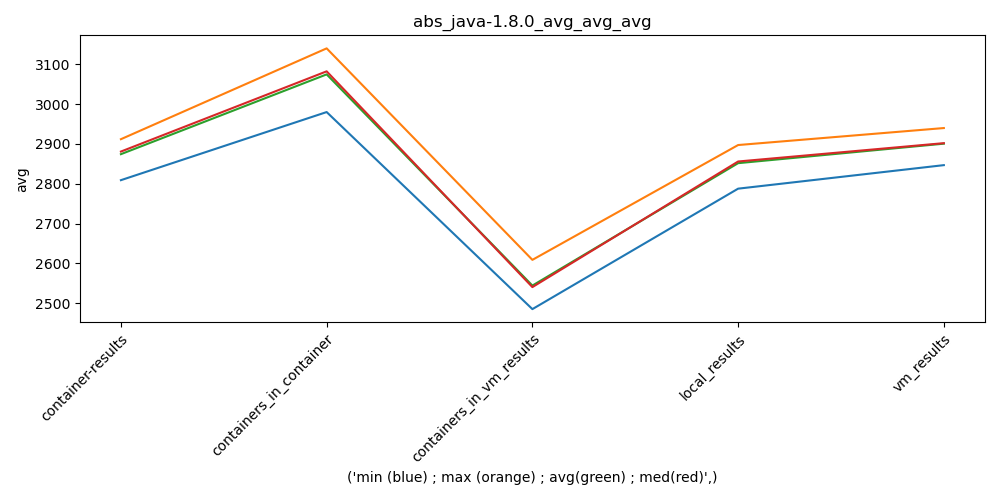 abs_java-1.8.0_avg_avg_avg
avg
3100
3000
2900
2800
2700
2600
2500
container-results
containers_in_container
containers_in_vm_results
local_results
vm_results
('min (blue) ; max (orange) ; avg(green) ; med(red)',)